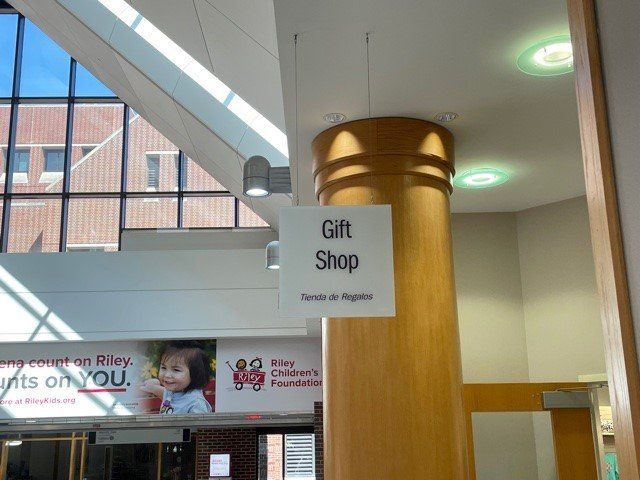 Gift
Shop
Tienda de Regalos
ena count on Riley.
unts on YOU.
ore at RileyKids.org
Riley
Riley
Children's
Foundation